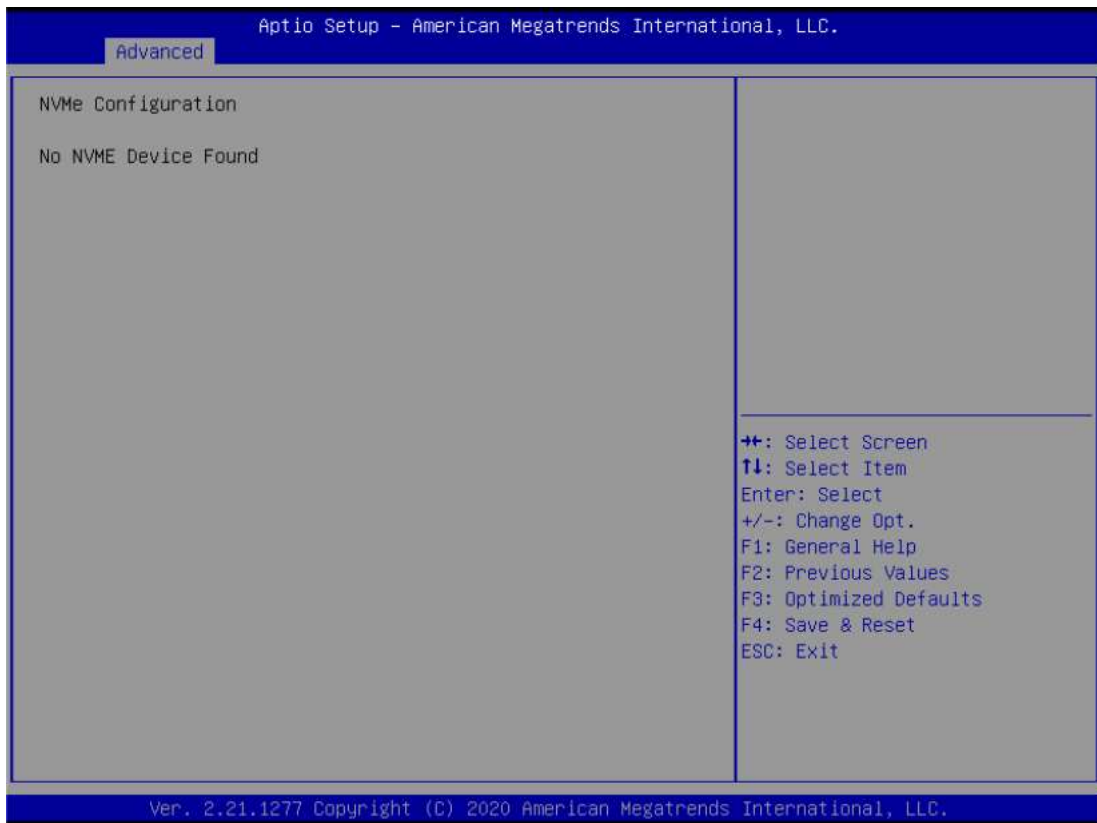 Aptio Setup – American Megatrends International, LLC.
Advanced
NVMe Configuration
No NVME Device Found
→←: Select Screen
↑↓: Select Item
Enter: Select
+/-: Change Opt.
F1: General Help
F2: Previous Values
F3: Optimized Defaults
F4: Save & Reset
ESC: Exit
Ver. 2.21.1277 Copyright (C) 2020 American Megatrends International, LLC.